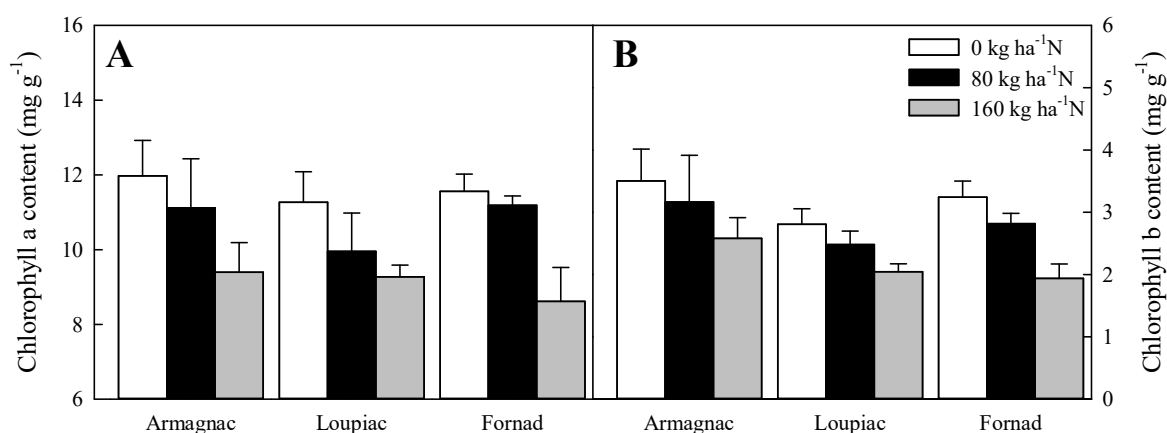 A
B
0 kg ha⁻¹N
80 kg ha⁻¹N
160 kg ha⁻¹N
Chlorophyll a content (mg g⁻¹)
16
14
12
10
8
6
Armagnac Loupiac Fornad
Armagnac Loupiac Fornad
6
5
4
3
2
1
0
Chlorophyll b content (mg g⁻¹)